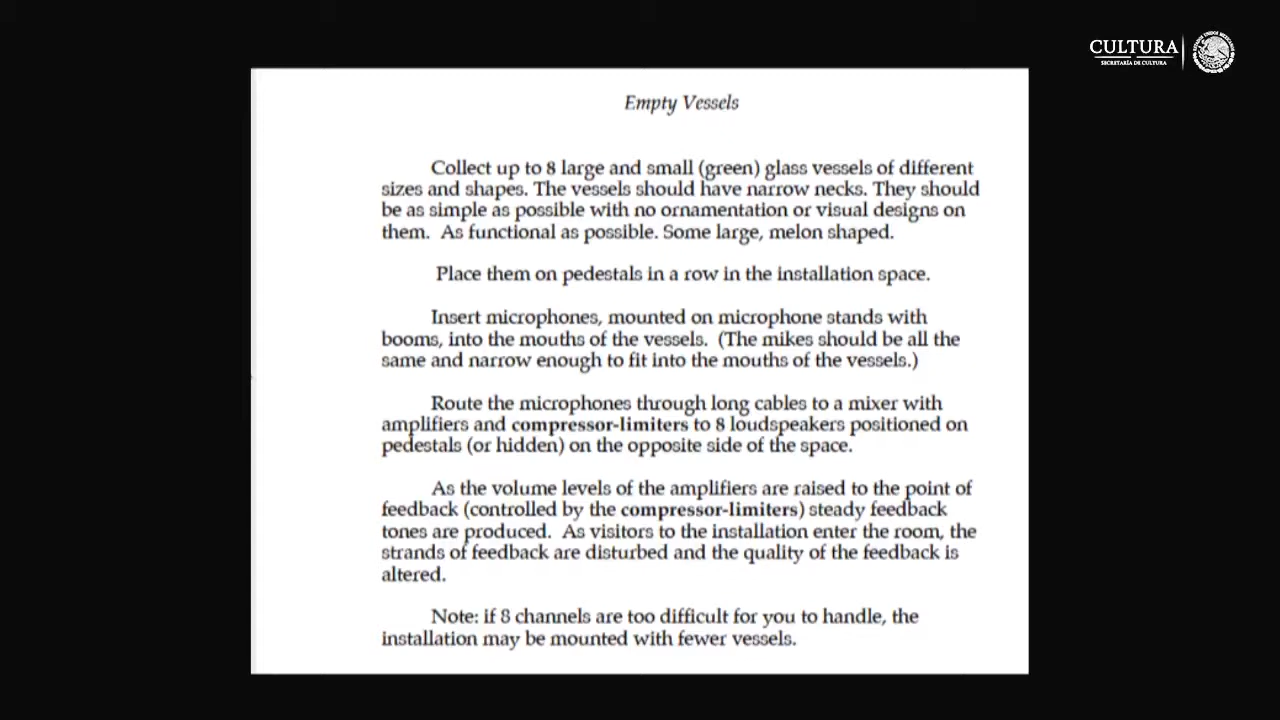 CULTURA
SECRETARÍA DE CULTURA
ESTADOS UNIDOS MEXICANOS
Empty Vessels
Collect up to 8 large and small (green) glass vessels of different
sizes and shapes. The vessels should have narrow necks. They should
be as simple as possible with no ornamentation or visual designs on
them.  As functional as possible. Some large, melon shaped.
Place them on pedestals in a row in the installation space.
Insert microphones, mounted on microphone stands with
booms, into the mouths of the vessels.  (The mikes should be all the
same and narrow enough to fit into the mouths of the vessels.)
Route the microphones through long cables to a mixer with
amplifiers and compressor-limiters to 8 loudspeakers positioned on
pedestals (or hidden) on the opposite side of the space.
As the volume levels of the amplifiers are raised to the point of
feedback (controlled by the compressor-limiters) steady feedback
tones are produced.  As visitors to the installation enter the room, the
strands of feedback are disturbed and the quality of the feedback is
altered.
Note: if 8 channels are too difficult for you to handle, the
installation may be mounted with fewer vessels.